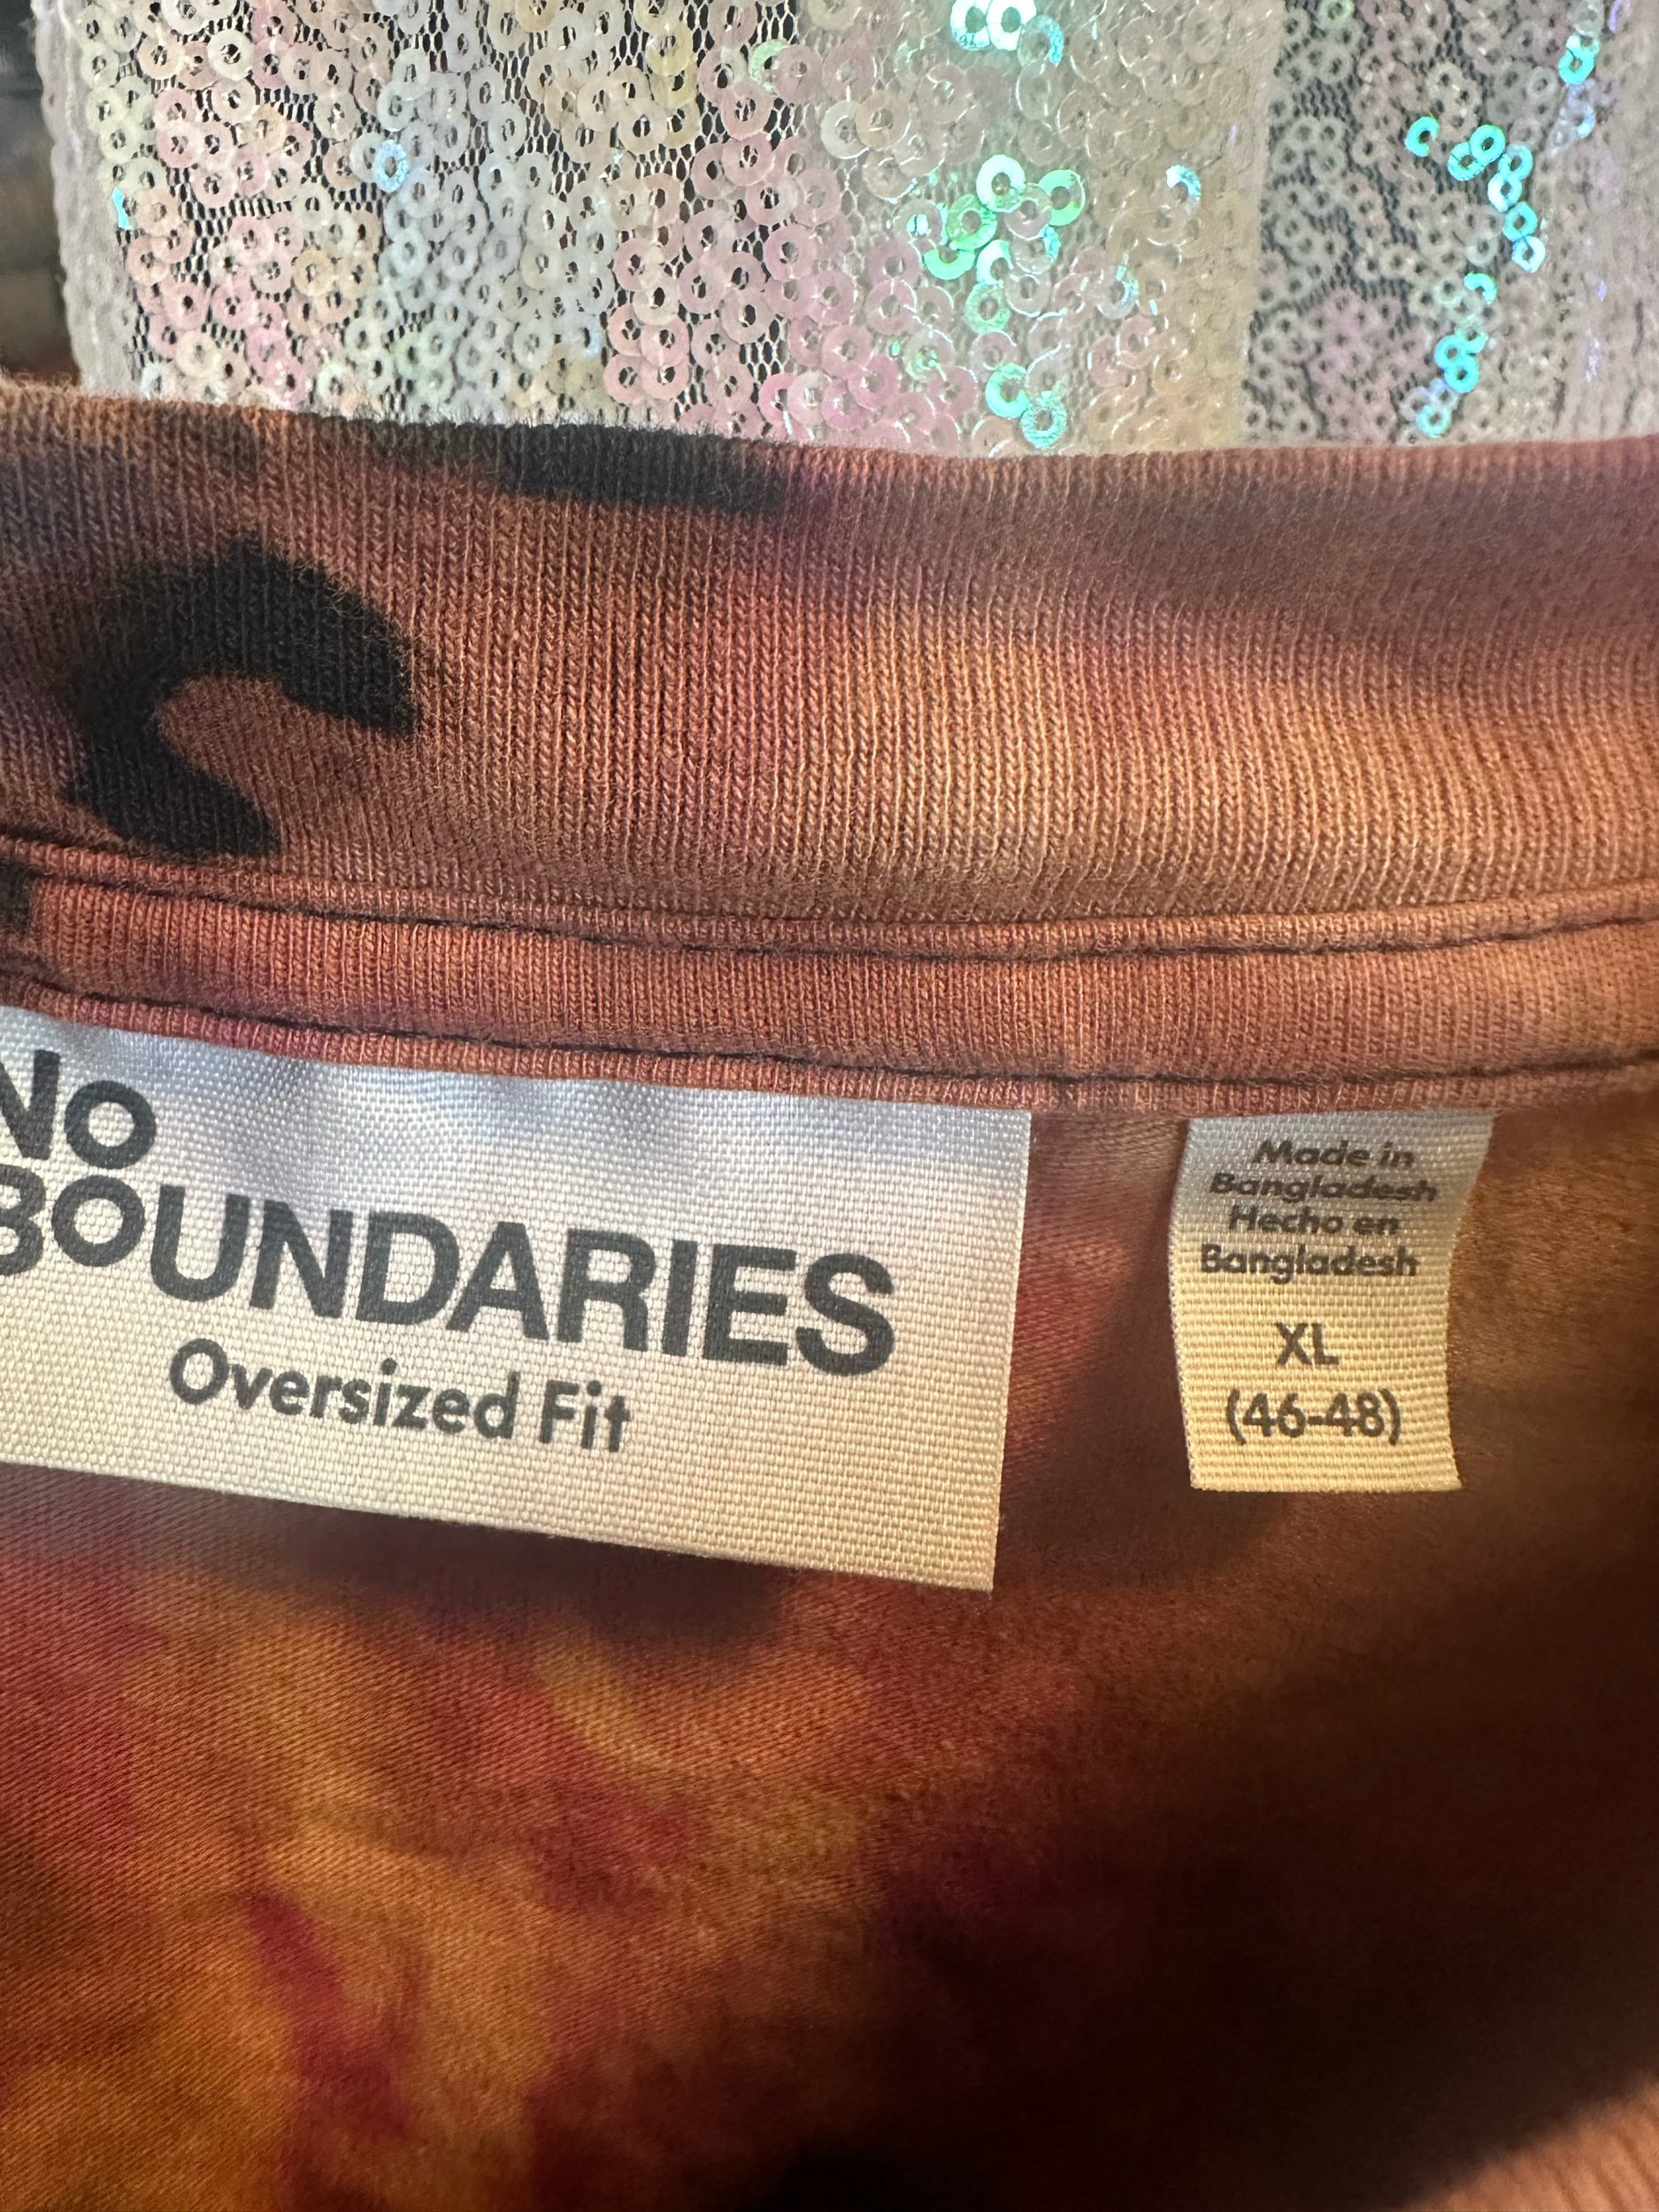 No
BOUNDARIES
Oversized Fit
Made in
Bangladesh
Hecho en
Bangladesh
XL
(46-48)